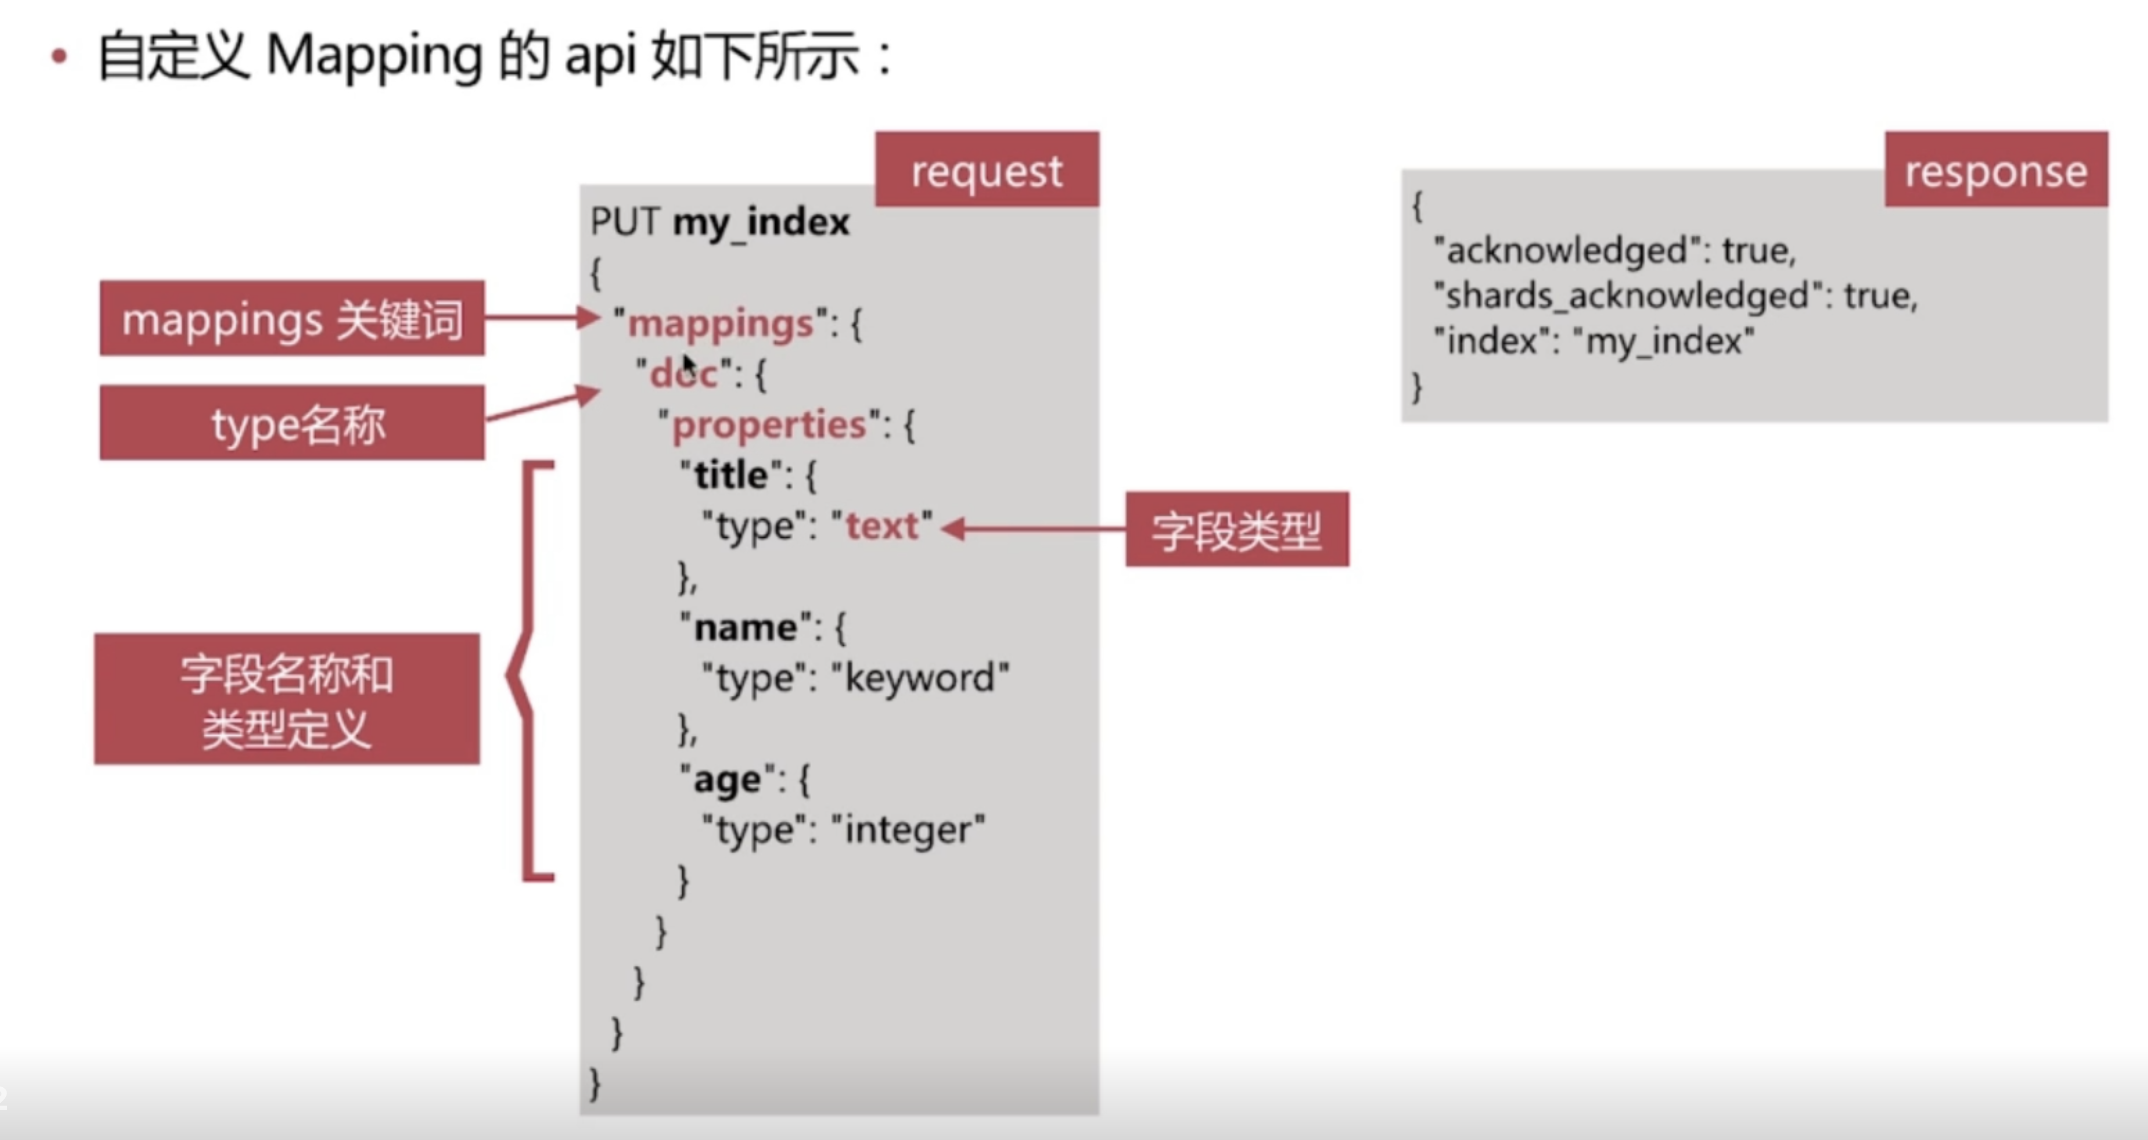 • 自定义 Mapping 的 api 如下所示：
request
PUT my_index
{
"mappings": {
"doc": {
"properties": {
"title": {
"type": "text"
},
"name": {
"type": "keyword"
},
"age": {
"type": "integer"
}
}
}
}
}
mappings 关键词
type名称
字段名称和
类型定义
字段类型
response
{
"acknowledged": true,
"shards_acknowledged": true,
"index": "my_index"
}